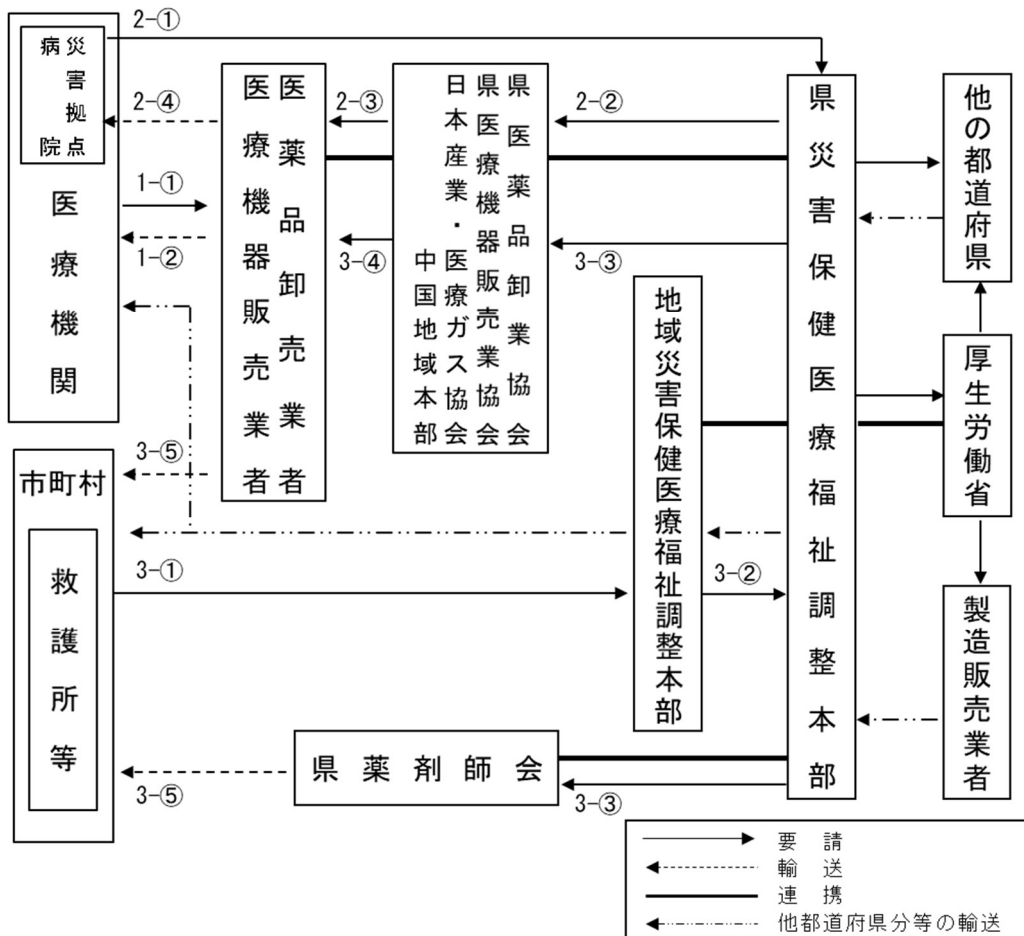 2-①
災害拠点
病院
医療機関
2-④
1-①
1-②
3-⑤
医薬品卸売業者
医療機器販売業者
2-③
3-④
県医薬品卸業協会
県医療機器販売業協会
日本産業・医療ガス協会
中国地域本部
2-②
3-③
地域災害保健医療福祉調整本部
県災害保健医療福祉調整本部
他の都道府県
厚生労働省
製造販売業者
市町村
救護所等
3-①
3-②
県薬剤師会
3-⑤
3-③
要請
輸送
連携
他都道府県分等の輸送